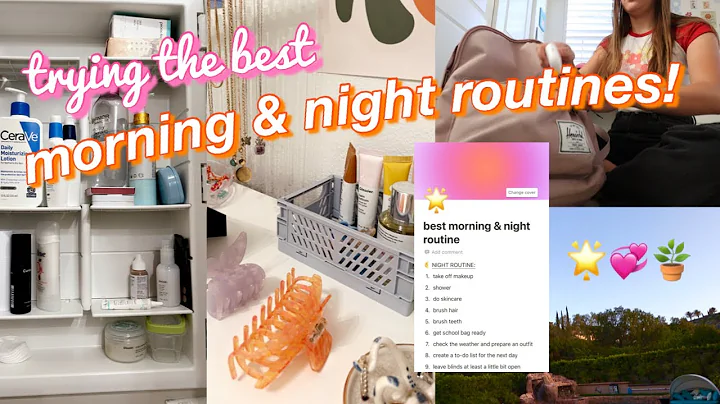 trying the best
morning & night routines!
CeraVe
Daily
Moisturizing
Lotion
Herschel
Change cover
best morning & night
routine
Add comment
NIGHT ROUTINE:
1. take off makeup
2. shower
3. do skincare
4. brush hair
5. brush teeth
6. get school bag ready
7. check the weather and prepare an outfit
8. create a to-do list for the next day
9. leave blinds at least a little bit open